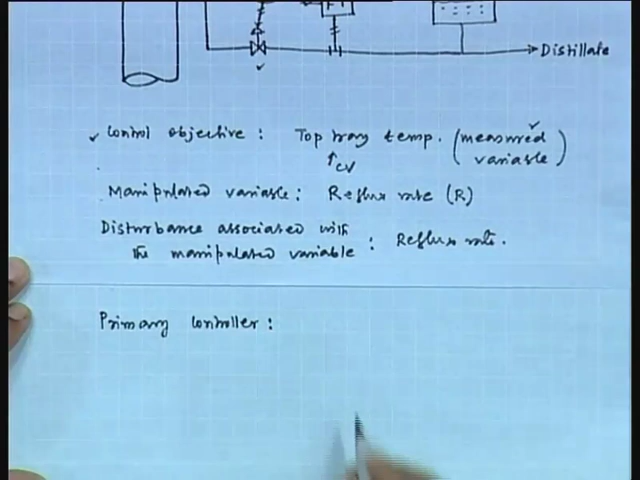 FT
Distillate
Control objective : Top tray temp. (measured variable)
CV
Manipulated variable : Reflux rate (R)
Disturbance associated with
the manipulated variable : Reflux rate.
Primary Controller :